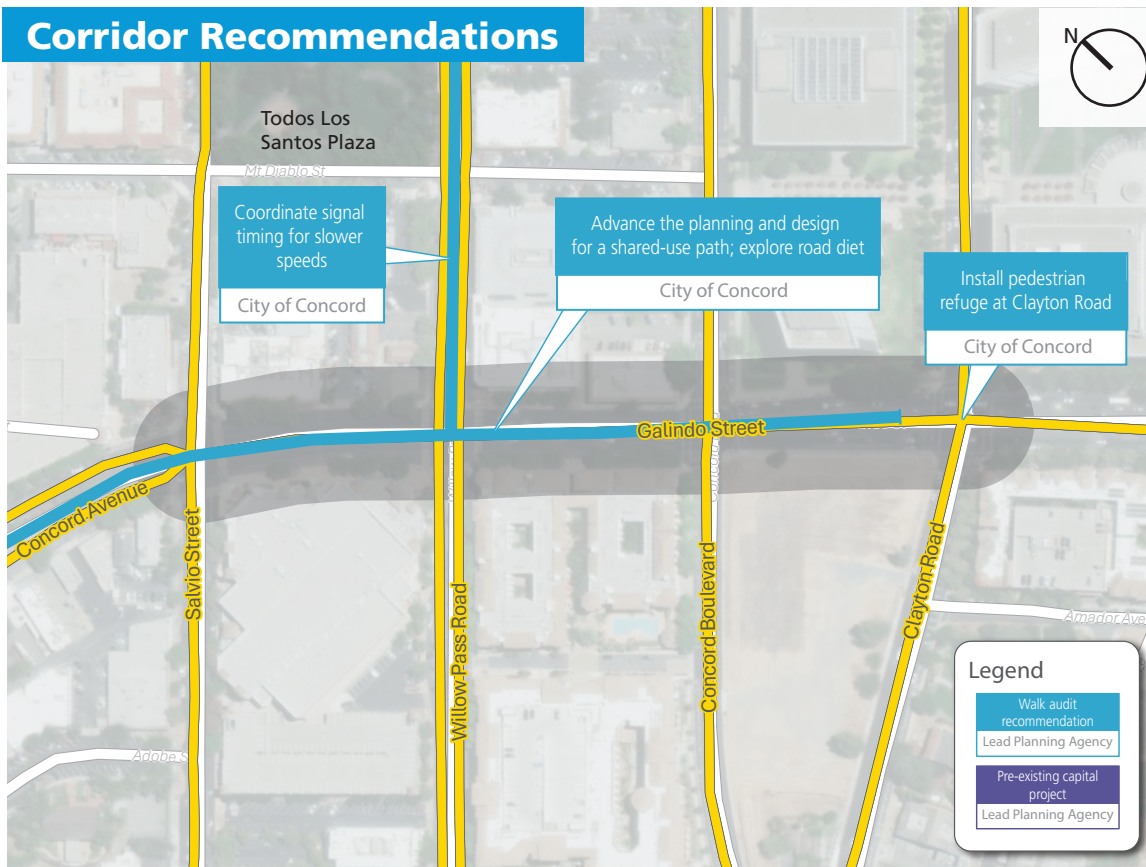 Corridor Recommendations
N
Todos Los
Santos Plaza
Mt Diablo St
Coordinate signal
timing for slower
speeds
City of Concord
Advance the planning and design
for a shared-use path; explore road diet
City of Concord
Install pedestrian
refuge at Clayton Road
City of Concord
Galindo Street
Concord Avenue
Salvio Street
Willow Pass Road
Concord Boulevard
Clayton Road
Amador Ave
Adobe S
Legend
Walk audit
recommendation
Lead Planning Agency
Pre-existing capital
project
Lead Planning Agency